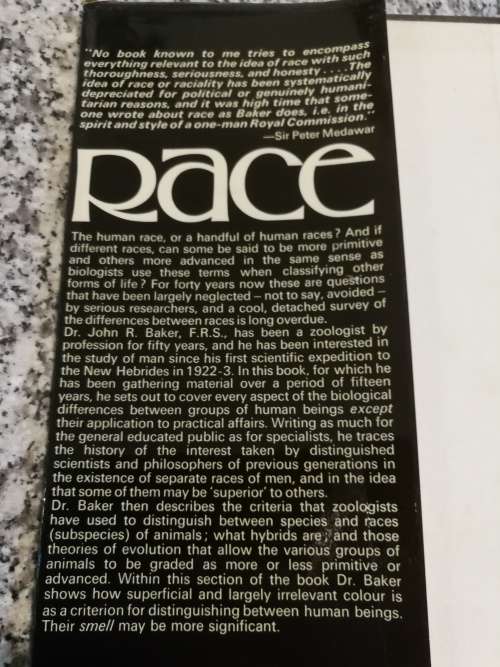 "No book known to me tries to encompass
everything relevant to the idea of race with such
thoroughness, seriousness, and honesty . . . . The
idea of race or raciality has been systematically
depreciated for political or genuinely humani-
tarian reasons, and it was high time that some-
one wrote about race as Baker does, i.e. in the
spirit and style of a one-man Royal Commission."
—Sir Peter Medawar
Race
The human race, or a handful of human races? And if
different races, can some be said to be more primitive
and others more advanced in the same sense as
biologists use these terms when classifying other
forms of life? For forty years now these are questions
that have been largely neglected – not to say, avoided –
by serious researchers, and a cool, detached survey of
the differences between races is long overdue.
Dr. John R. Baker, F.R.S., has been a zoologist by
profession for fifty years, and he has been interested in
the study of man since his first scientific expedition to
the New Hebrides in 1922-3. In this book, for which he
has been gathering material over a period of fifteen
years, he sets out to cover every aspect of the biological
differences between groups of human beings except
their application to practical affairs. Writing as much for
the general educated public as for specialists, he traces
the history of the interest taken by distinguished
scientists and philosophers of previous generations in
the existence of separate races of men, and in the idea
that some of them may be 'superior' to others.
Dr. Baker then describes the criteria that zoologists
have used to distinguish between species and races
(subspecies) of animals; what hybrids are; and those
theories of evolution that allow the various groups of
animals to be graded as more or less primitive or
advanced. Within this section of the book Dr. Baker
shows how superficial and largely irrelevant colour is
as a criterion for distinguishing between human beings.
Their smell may be more significant.